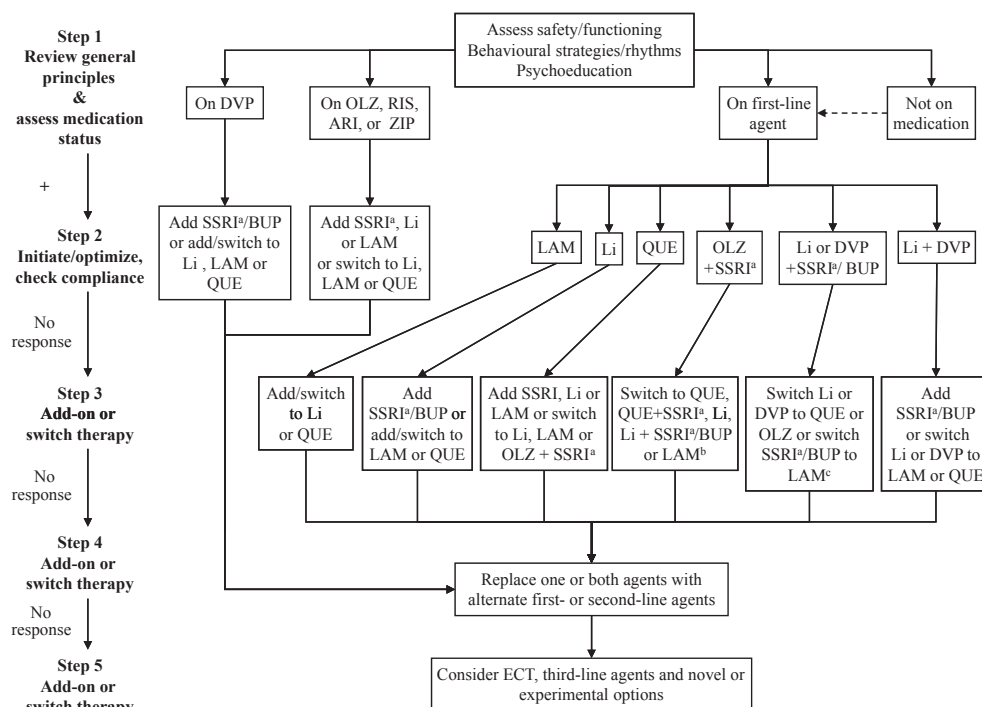 Step 1
Review general
principles
&
assess medication
status
+
Step 2
Initiate/optimize,
check compliance
No
response
Step 3
Add-on or
switch therapy
No
response
Step 4
Add-on or
switch therapy
No
response
Step 5
Add-on or
switch therapy
Assess safety/functioning
Behavioural strategies/rhythms
Psychoeducation
On DVP
On OLZ, RIS,
ARI, or ZIP
On first-line
agent
Not on
medication
Add SSRIᵃ/BUP
or add/switch to
Li , LAM or
QUE
Add SSRIᵃ, Li
or LAM
or switch to Li,
LAM or QUE
LAM
Li
QUE
OLZ
+SSRIᵃ
Li or DVP
+SSRIᵃ/ BUP
Li + DVP
Add/switch
to Li
or QUE
Add
SSRIᵃ/BUP or
add/switch to
LAM or QUE
Add SSRI, Li or
LAM or switch
to Li, LAM or
OLZ + SSRIᵃ
Switch to QUE,
QUE+SSRIᵃ, Li,
Li + SSRIᵃ/BUP
or LAMᵇ
Switch Li or
DVP to QUE or
OLZ or switch
SSRIᵃ/BUP to
LAMᶜ
Add
SSRIᵃ/BUP
or switch
Li or DVP to
LAM or QUE
Replace one or both agents with
alternate first- or second-line agents
Consider ECT, third-line agents and novel or
experimental options